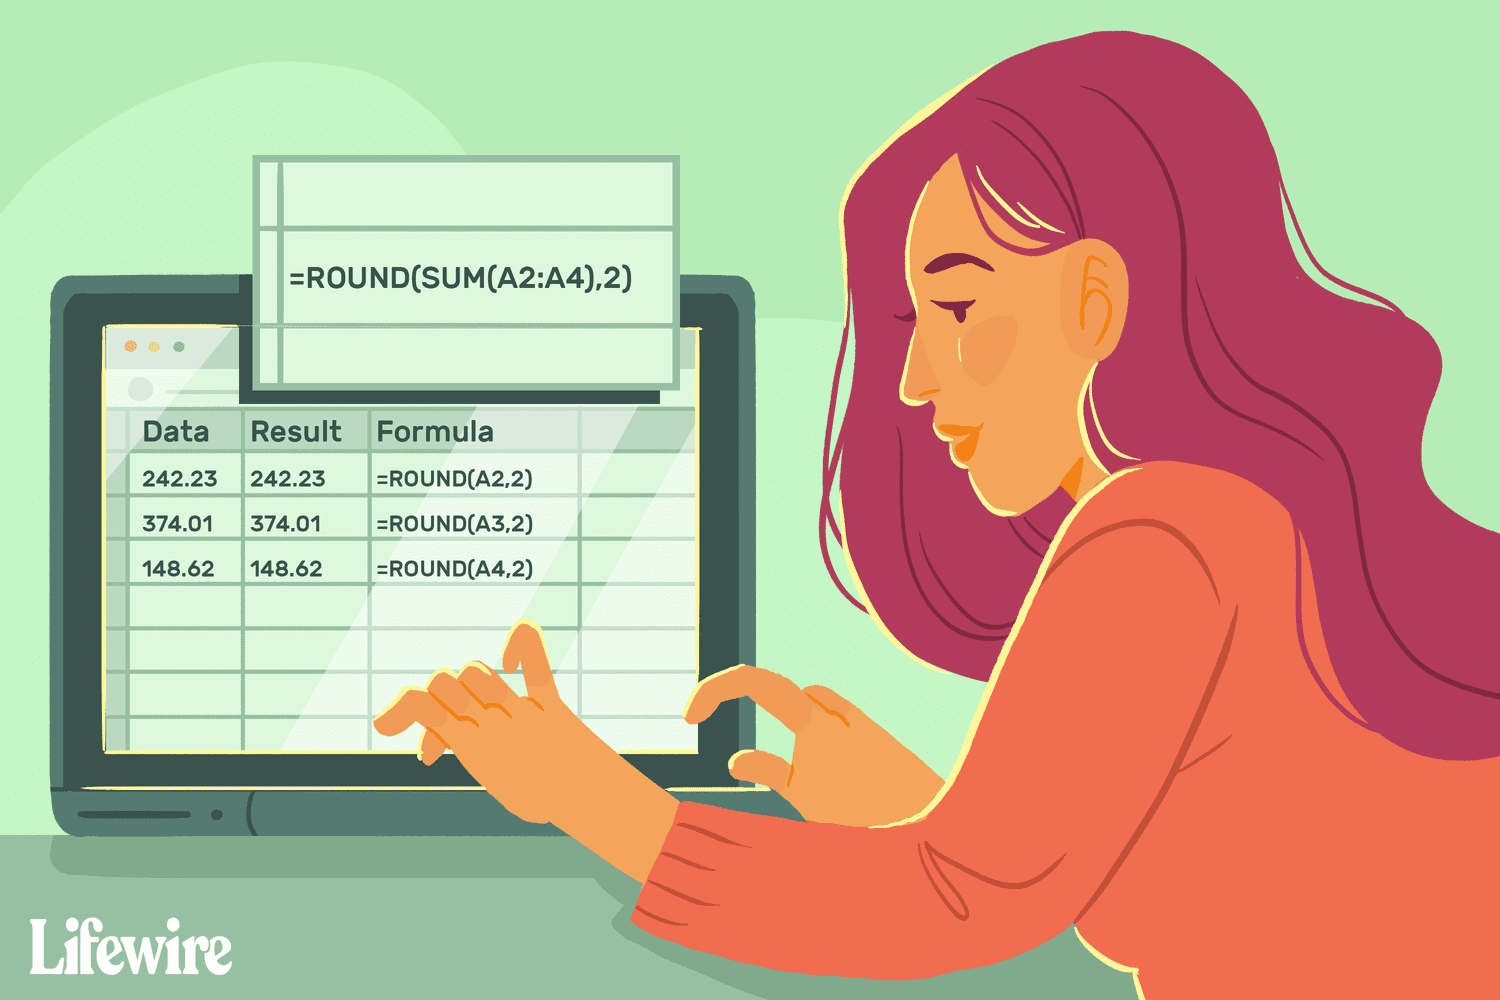 =ROUND(SUM(A2:A4),2)
Data Result Formula
242.23 242.23 =ROUND(A2,2)
374.01 374.01 =ROUND(A3,2)
148.62 148.62 =ROUND(A4,2)
Lifewire